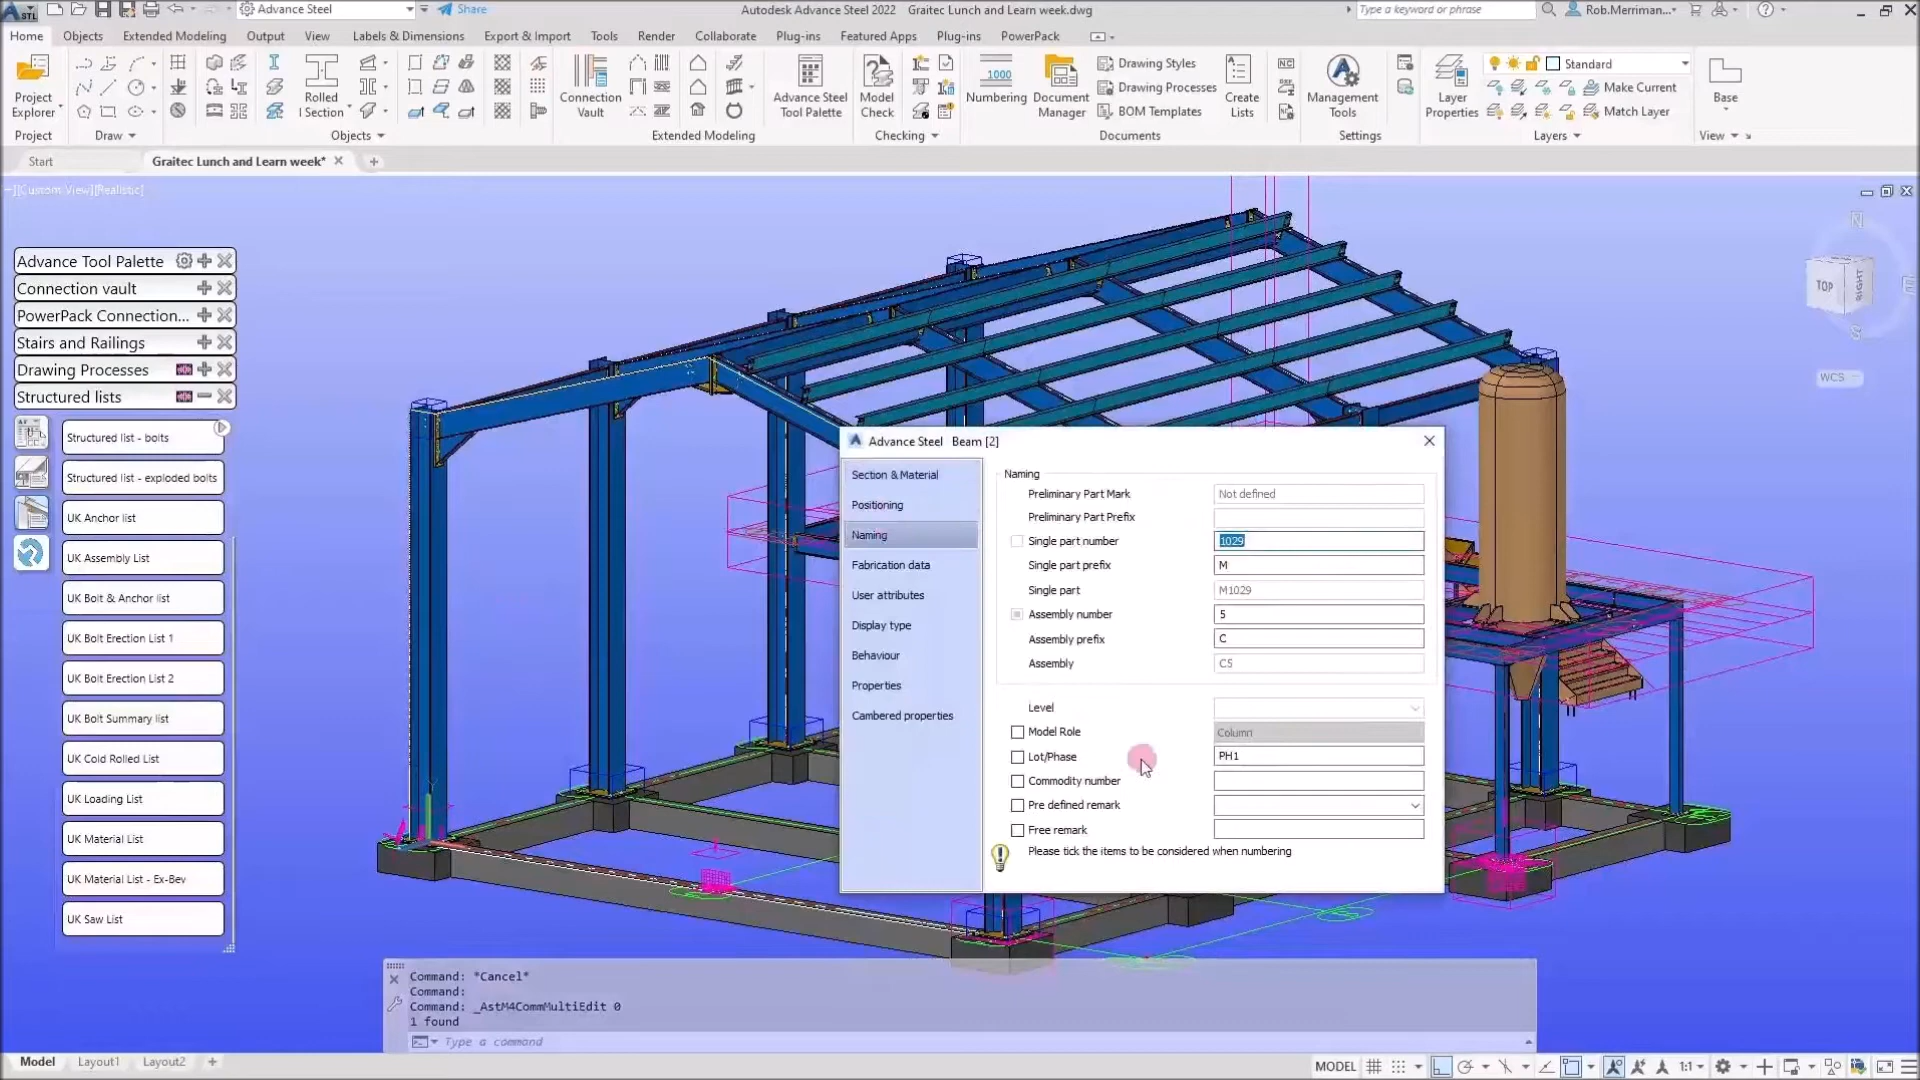 STL
Advance Steel
Share
Autodesk Advance Steel 2022   Graitec Lunch and Learn week.dwg
Type a keyword or phrase
Rob.Merriman...
Home
Objects
Extended Modeling
Output
View
Labels & Dimensions
Export & Import
Tools
Render
Collaborate
Plug-ins
Featured Apps
Plug-ins
PowerPack
Project
Explorer
Rolled
I Section
Connection
Vault
Advance Steel
Tool Palette
Model
Check
1000
Numbering
Document
Manager
Drawing Styles
Drawing Processes
BOM Templates
Create
Lists
NC
DXF
Management
Tools
Layer
Properties
Standard
Make Current
Match Layer
Base
Project
Draw
Objects
Extended Modeling
Checking
Documents
Settings
Layers
View
Start
Graitec Lunch and Learn week*
[Custom View][Realistic]
N
TOP
RIGHT
E
S
WCS
Advance Tool Palette
Connection vault
PowerPack Connection...
Stairs and Railings
Drawing Processes
Structured lists
Structured list - bolts
Structured list - exploded bolts
UK Anchor list
UK Assembly List
UK Bolt & Anchor list
UK Bolt Erection List 1
UK Bolt Erection List 2
UK Bolt Summary list
UK Cold Rolled List
UK Loading List
UK Material List
UK Material List - Ex-Bev
UK Saw List
Advance Steel   Beam [2]
Section & Material
Positioning
Naming
Fabrication data
User attributes
Display type
Behaviour
Properties
Cambered properties
Naming
Preliminary Part Mark   Not defined
Preliminary Part Prefix
Single part number   1029
Single part prefix   M
Single part   M1029
Assembly number   5
Assembly prefix   C
Assembly   C5
Level
Model Role   Column
Lot/Phase   PH1
Commodity number
Pre defined remark
Free remark
Please tick the items to be considered when numbering
Command: *Cancel*
Command:
Command: _AstM4CommMultiEdit 0
1 found
Type a command
Model
Layout1
Layout2
MODEL
1:1